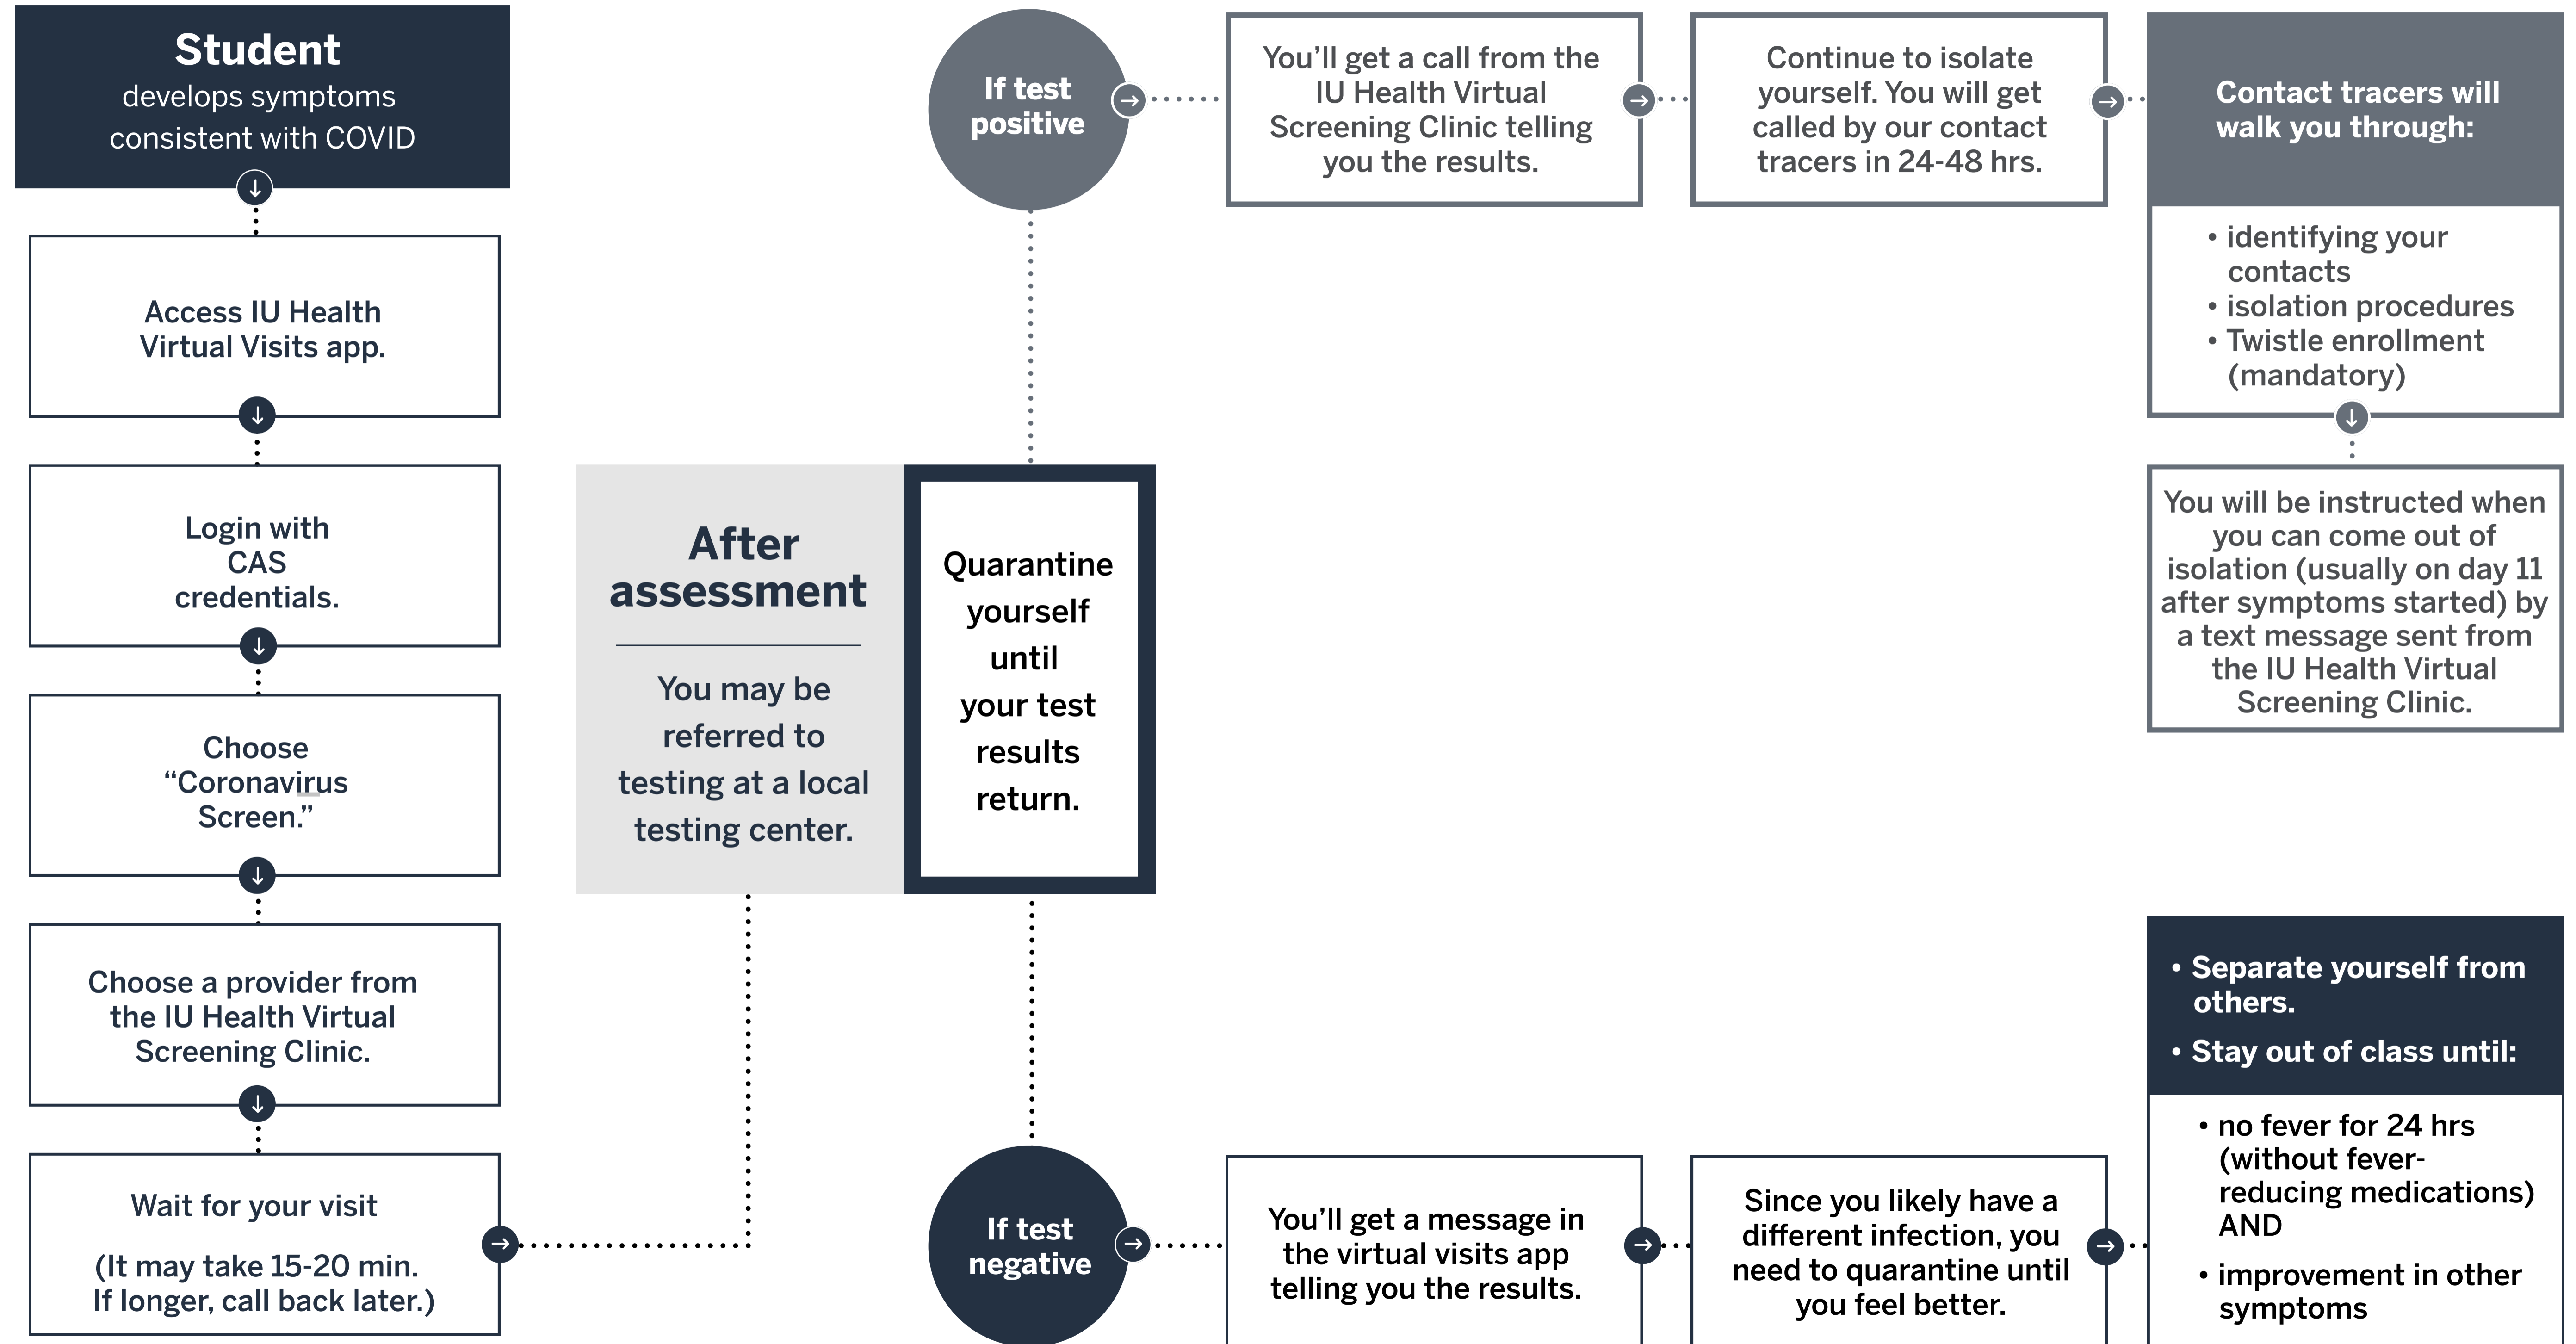 Student
develops symptoms
consistent with COVID
Access IU Health
Virtual Visits app.
Login with
CAS
credentials.
Choose
“Coronavirus
Screen.”
Choose a provider from
the IU Health Virtual
Screening Clinic.
Wait for your visit
(It may take 15-20 min.
If longer, call back later.)
After
assessment
You may be
referred to
testing at a local
testing center.
Quarantine
yourself
until
your test
results
return.
If test
positive
You’ll get a call from the
IU Health Virtual
Screening Clinic telling
you the results.
Continue to isolate
yourself. You will get
called by our contact
tracers in 24-48 hrs.
Contact tracers will
walk you through:
• identifying your
contacts
• isolation procedures
• Twistle enrollment
(mandatory)
You will be instructed when
you can come out of
isolation (usually on day 11
after symptoms started) by
a text message sent from
the IU Health Virtual
Screening Clinic.
If test
negative
You’ll get a message in
the virtual visits app
telling you the results.
Since you likely have a
different infection, you
need to quarantine until
you feel better.
• Separate yourself from
others.
• Stay out of class until:
• no fever for 24 hrs
(without fever-
reducing medications)
AND
• improvement in other
symptoms